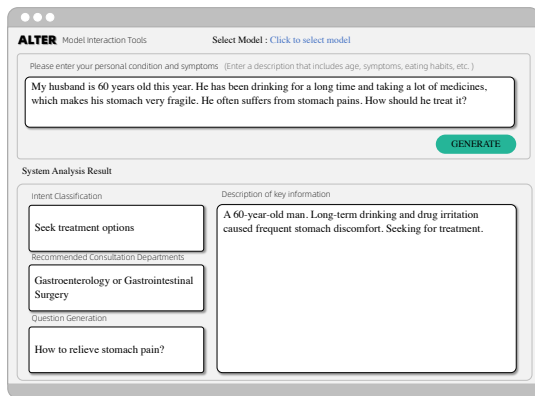 ALTER Model Interaction Tools Select Model : Click to select model
Please enter your personal condition and symptoms (Enter a description that includes age, symptoms, eating habits, etc. )
My husband is 60 years old this year. He has been drinking for a long time and taking a lot of medicines,
which makes his stomach very fragile. He often suffers from stomach pains. How should he treat it?
GENERATE
System Analysis Result
Intent Classification
Seek treatment options
Recommended Consultation Departments
Gastroenterology or Gastrointestinal
Surgery
Question Generation
How to relieve stomach pain?
Description of key information
A 60-year-old man. Long-term drinking and drug irritation
caused frequent stomach discomfort. Seeking for treatment.